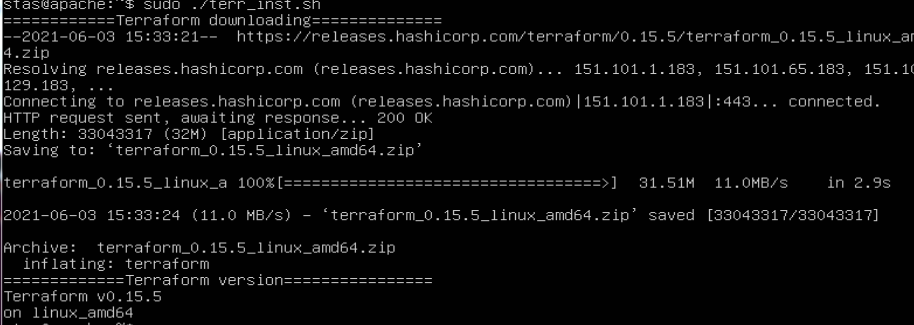 stas@apache:~$ sudo ./terr_inst.sh
============Terraform downloading==============
--2021-06-03 15:33:21--  https://releases.hashicorp.com/terraform/0.15.5/terraform_0.15.5_linux_am
4.zip
Resolving releases.hashicorp.com (releases.hashicorp.com)... 151.101.1.183, 151.101.65.183, 151.10
129.183, ...
Connecting to releases.hashicorp.com (releases.hashicorp.com)|151.101.1.183|:443... connected.
HTTP request sent, awaiting response... 200 OK
Length: 33043317 (32M) [application/zip]
Saving to: ‘terraform_0.15.5_linux_amd64.zip’
terraform_0.15.5_linux_a 100%[===================================>]  31.51M  11.0MB/s    in 2.9s
2021-06-03 15:33:24 (11.0 MB/s) - ‘terraform_0.15.5_linux_amd64.zip’ saved [33043317/33043317]
Archive:  terraform_0.15.5_linux_amd64.zip
  inflating: terraform
=============Terraform version================
Terraform v0.15.5
on linux_amd64